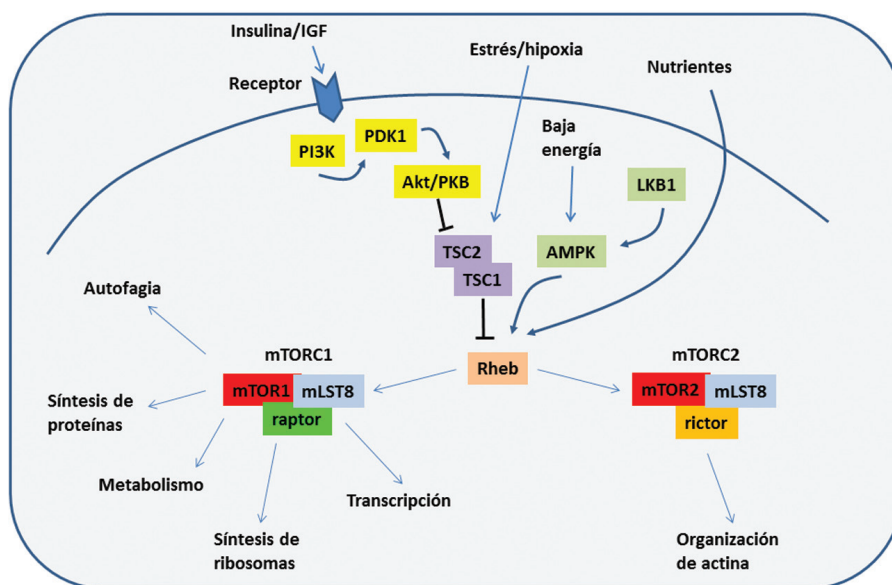 Insulina/IGF
Estrés/hipoxia
Nutrientes
Receptor
PDK1
PI3K
Baja
energía
Akt/PKB
LKB1
TSC2
AMPK
TSC1
Autofagia
mTORC1
Rheb
mTORC2
mTOR1
mLST8
raptor
mTOR2
mLST8
rictor
Síntesis de
proteínas
Metabolismo
Transcripción
Síntesis de
ribosomas
Organización
de actina